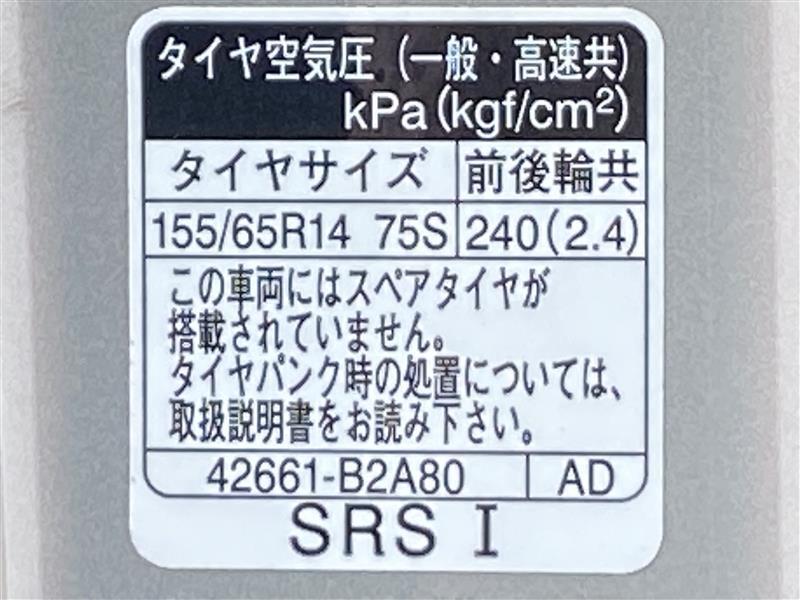 タイヤ空気圧(一般・高速共)
kPa(kgf/cm²)
タイヤサイズ 前後輪共
155/65R14 75S 240(2.4)
この車両にはスペアタイヤが
搭載されていません。
タイヤパンク時の処置については、
取扱説明書をお読み下さい。
42661-B2A80 AD
SRS I